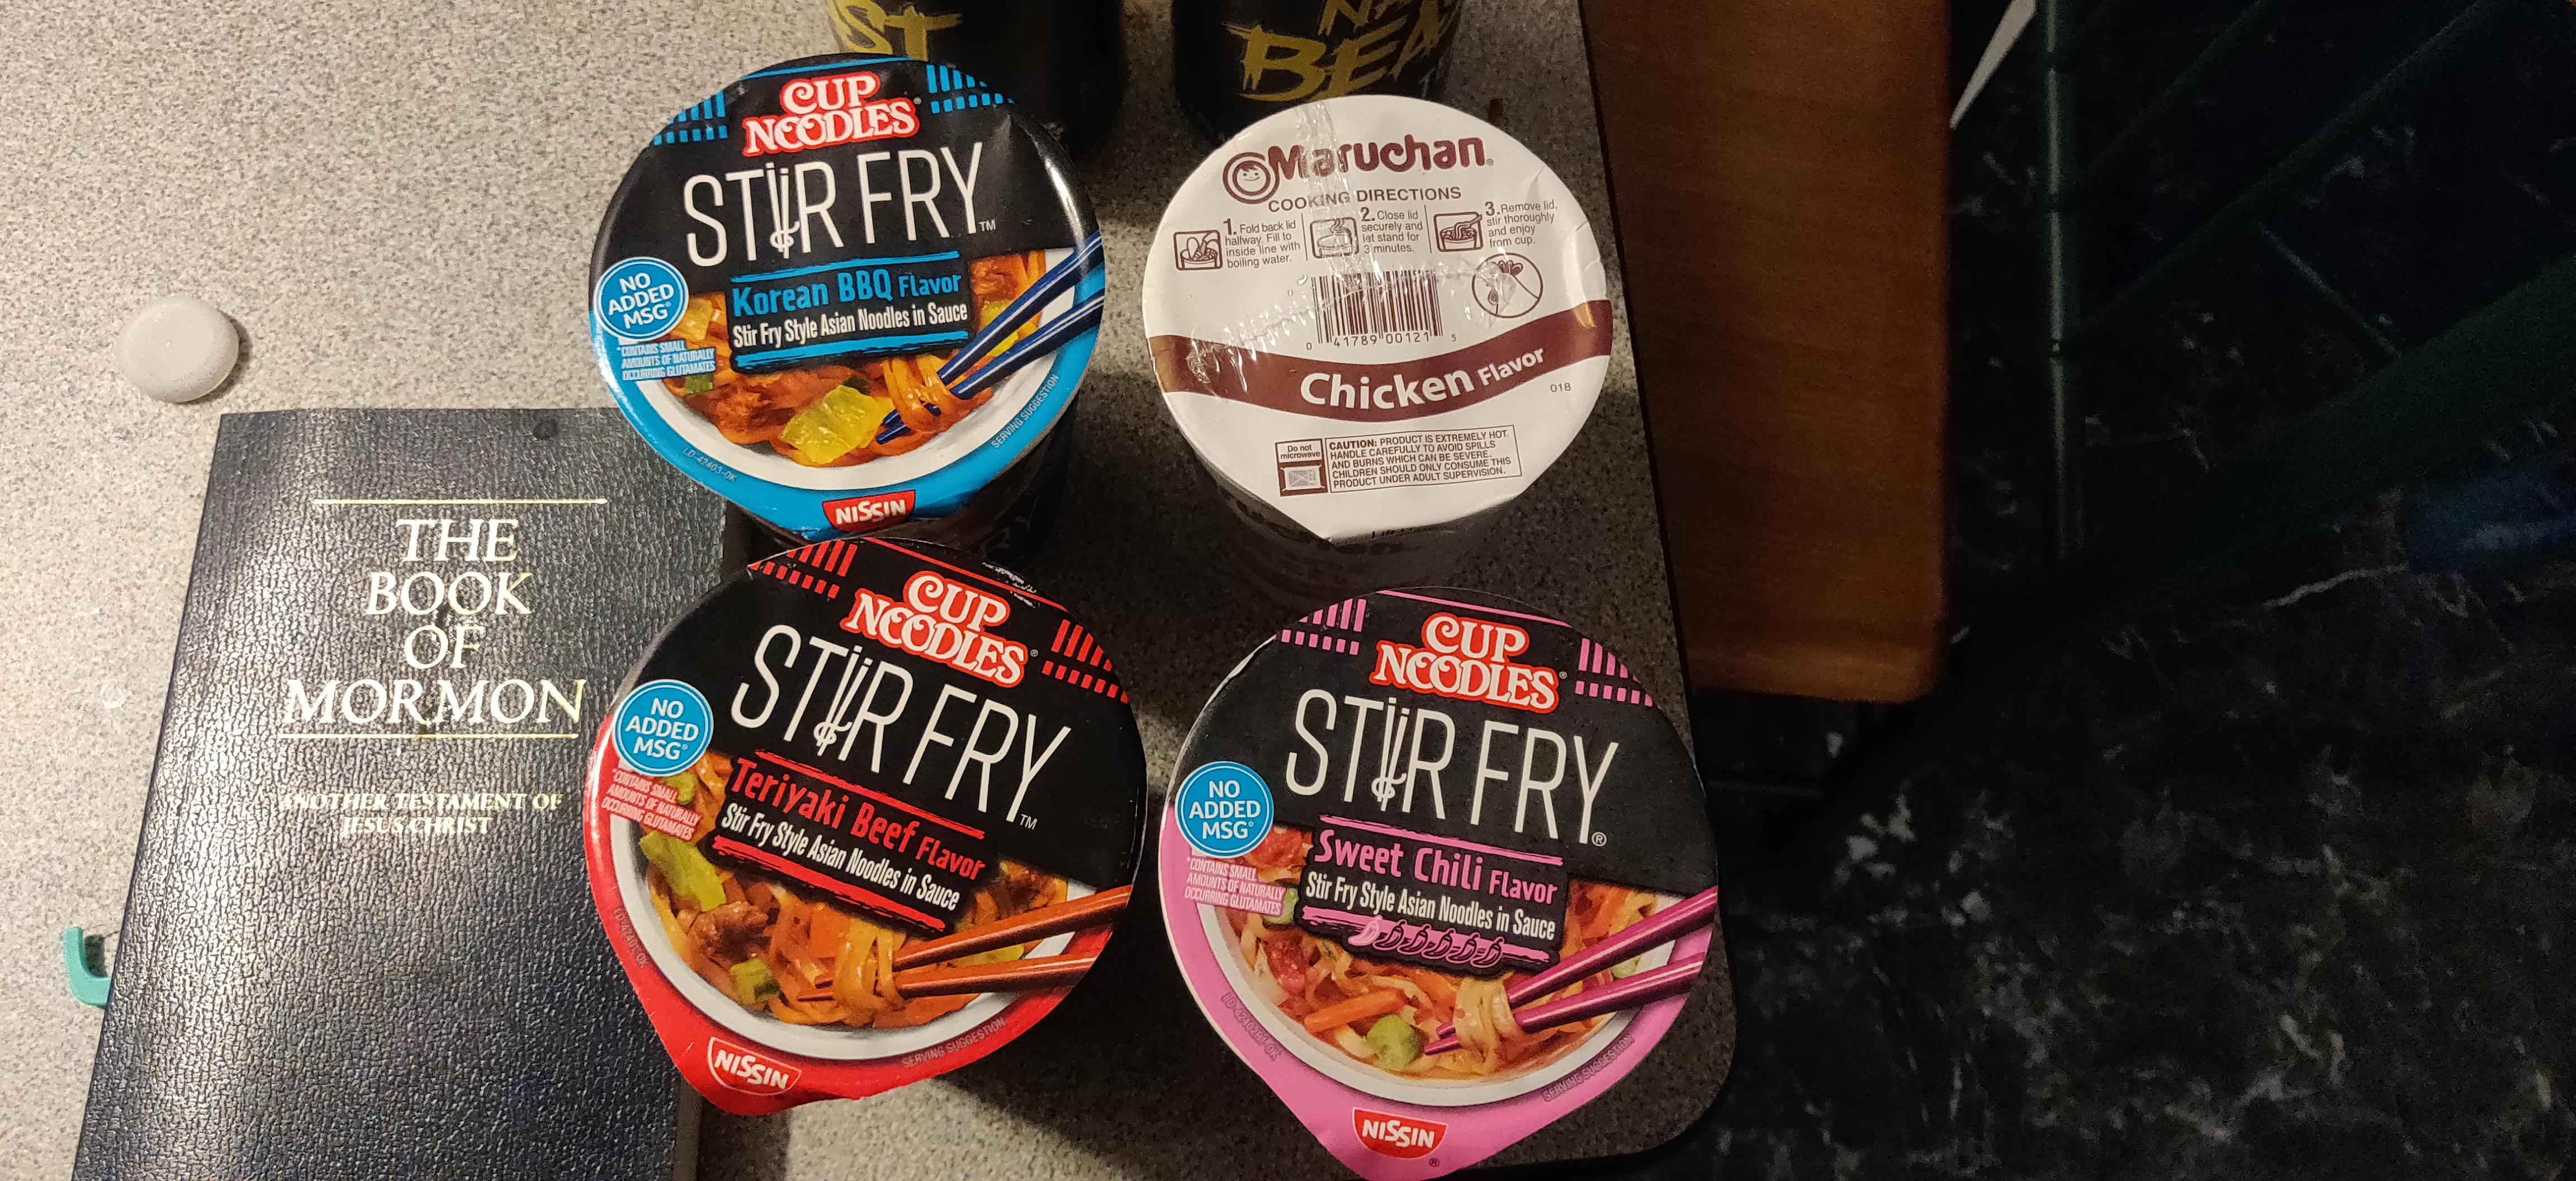 ST
NA
BEA
CUP
NOODLES®
STIR FRY™
Korean BBQ Flavor
Stir Fry Style Asian Noodles in Sauce
NO
ADDED
MSG*
*CONTAINS SMALL
AMOUNTS OF NATURALLY
OCCURRING GLUTAMATES
SERVING SUGGESTION
LD-42403-OK
NISSIN
Maruchan®
COOKING DIRECTIONS
1. Fold back lid
halfway. Fill to
inside line with
boiling water.
2. Close lid
securely and
let stand for
3 minutes.
3. Remove lid,
stir thoroughly
and enjoy
from cup.
0 41789 00121 5
Chicken Flavor
018
Do not
microwave
CAUTION: PRODUCT IS EXTREMELY HOT.
HANDLE CAREFULLY TO AVOID SPILLS
AND BURNS WHICH CAN BE SEVERE.
CHILDREN SHOULD ONLY CONSUME THIS
PRODUCT UNDER ADULT SUPERVISION.
THE
BOOK
OF
MORMON
ANOTHER TESTAMENT OF
JESUS CHRIST
CUP
NOODLES®
STIR FRY™
Teriyaki Beef Flavor
Stir Fry Style Asian Noodles in Sauce
NO
ADDED
MSG*
*CONTAINS SMALL
AMOUNTS OF NATURALLY
OCCURRING GLUTAMATES
SERVING SUGGESTION
NISSIN
CUP
NOODLES®
STIR FRY®
Sweet Chili Flavor
Stir Fry Style Asian Noodles in Sauce
NO
ADDED
MSG*
*CONTAINS SMALL
AMOUNTS OF NATURALLY
OCCURRING GLUTAMATES
SERVING SUGGESTION
NISSIN®